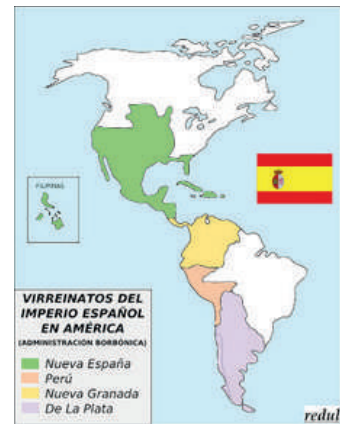 FILIPINAS
VIRREINATOS DEL
IMPERIO ESPAÑOL
EN AMÉRICA
(ADMINISTRACIÓN BORBÓNICA)
Nueva España
Perú
Nueva Granada
De La Plata
redul